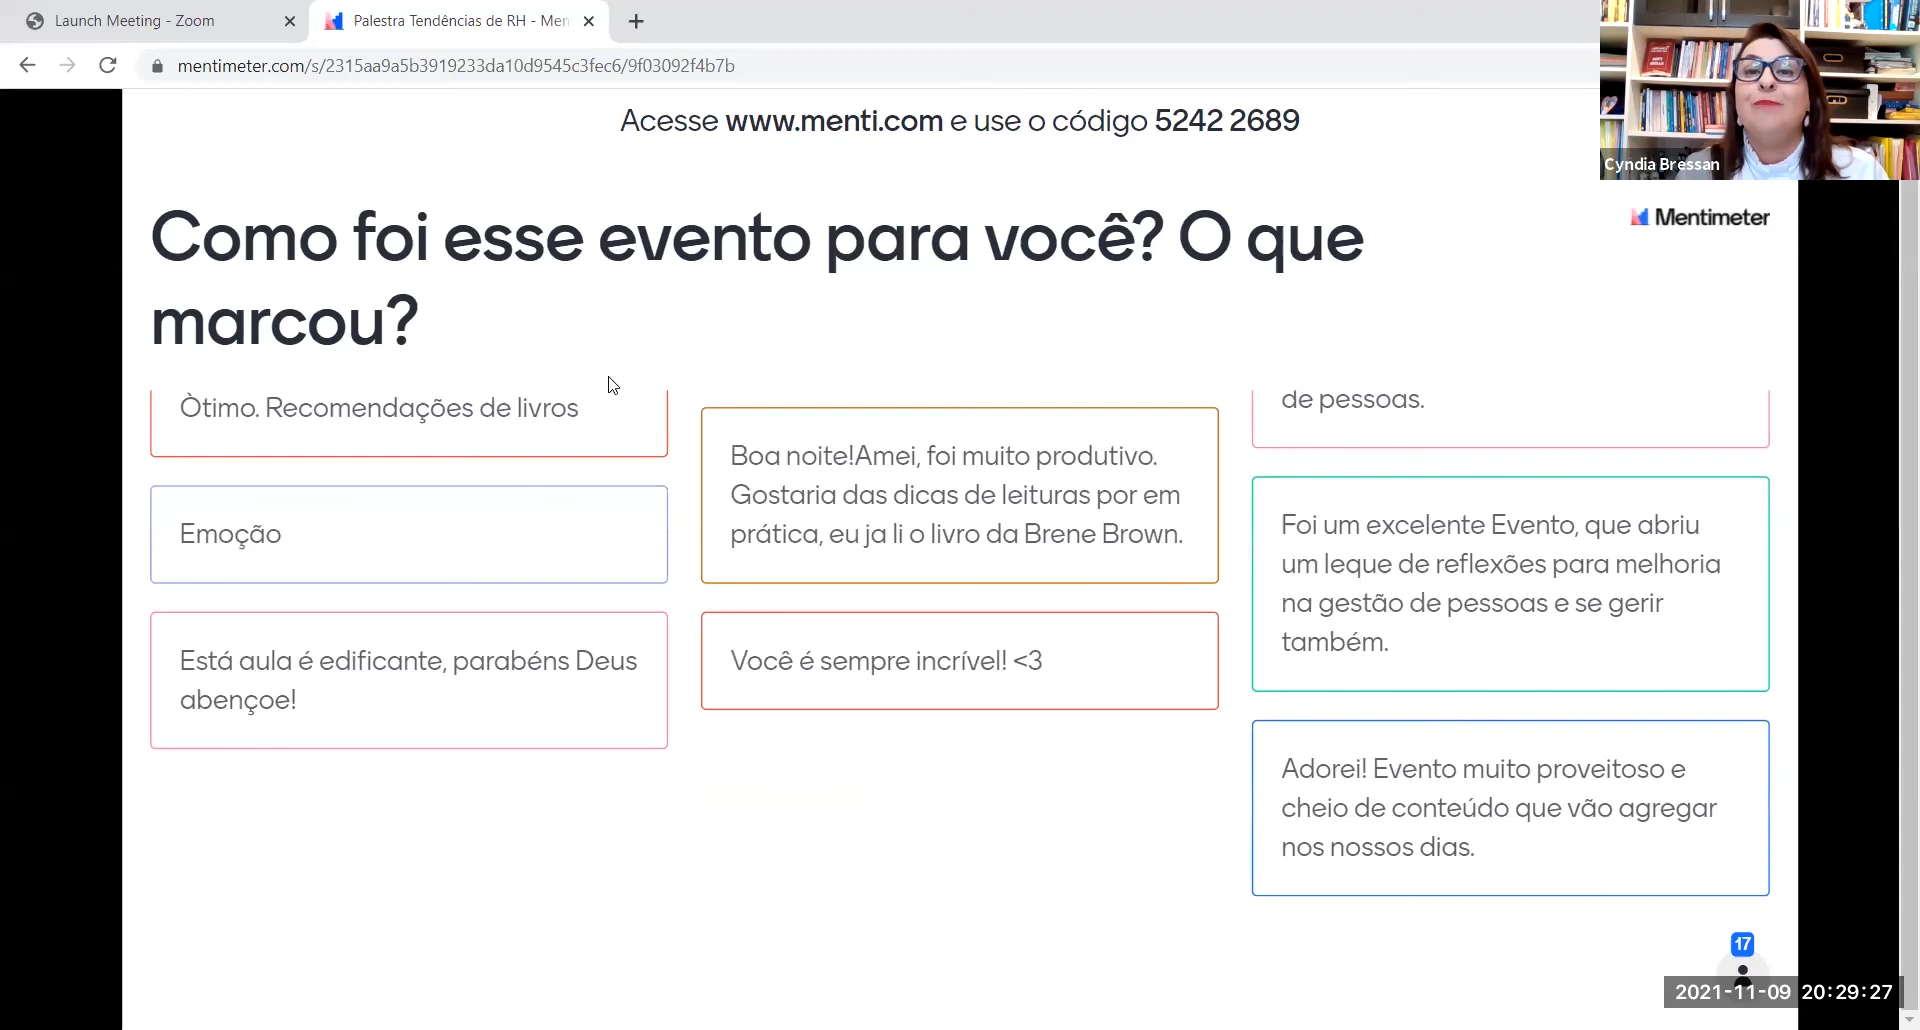 Launch Meeting - Zoom
Palestra Tendências de RH - Men
mentimeter.com/s/2315aa9a5b3919233da10d9545c3fec6/9f03092f4b7b
Acesse www.menti.com e use o código 5242 2689
Cyndia Bressan
Mentimeter
Como foi esse evento para você? O que
marcou?
Òtimo. Recomendações de livros
Emoção
Está aula é edificante, parabéns Deus
abençoe!
Boa noite!Amei, foi muito produtivo.
Gostaria das dicas de leituras por em
prática, eu ja li o livro da Brene Brown.
Você é sempre incrível! <3
de pessoas.
Foi um excelente Evento, que abriu
um leque de reflexões para melhoria
na gestão de pessoas e se gerir
também.
Adorei! Evento muito proveitoso e
cheio de conteúdo que vão agregar
nos nossos dias.
17
2021-11-09 20:29:27